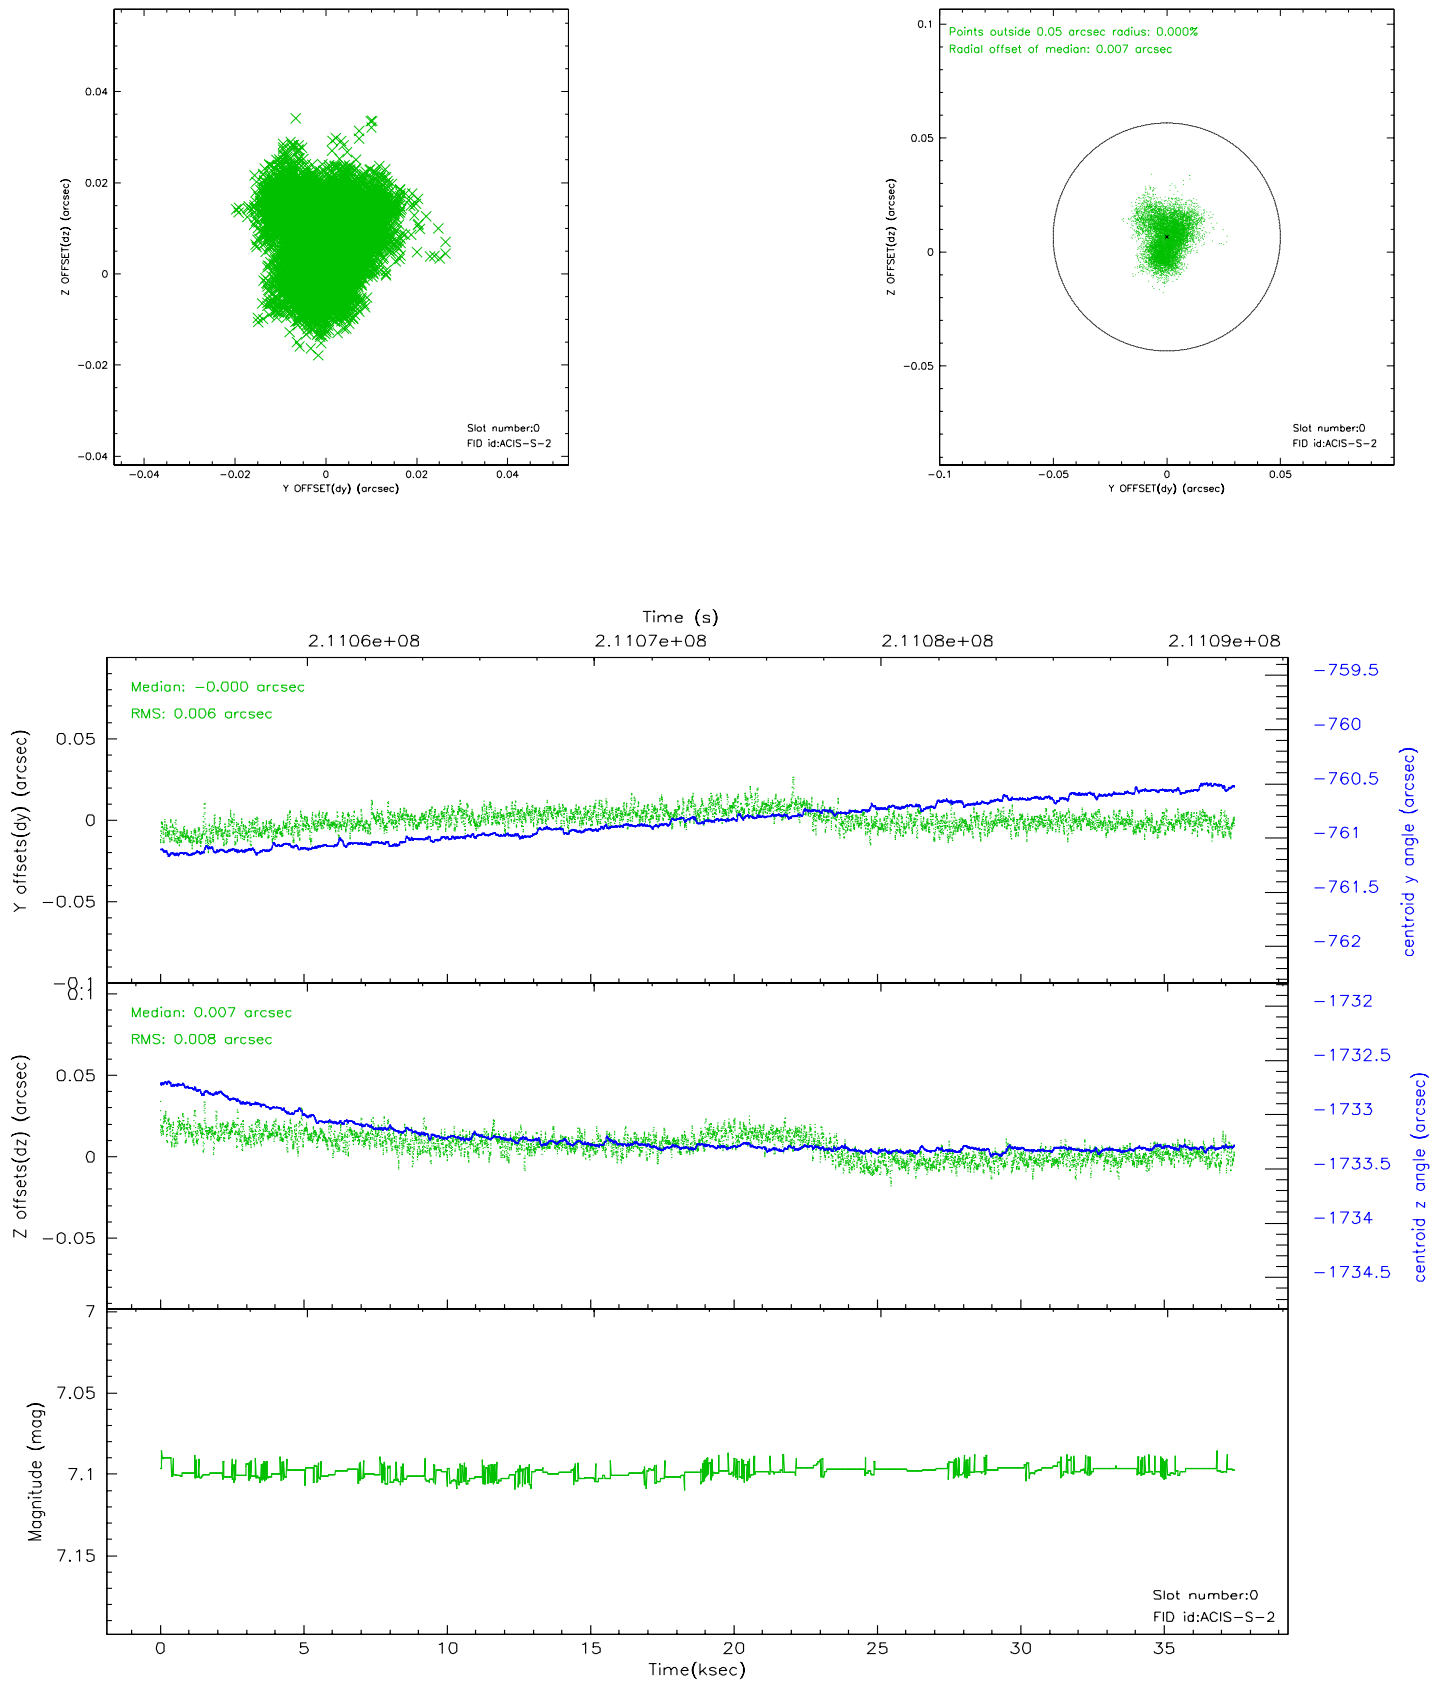 0.04
0.02
0
−0.02
−0.04
Z OFFSET(dz) (arcsec)
Slot number:0
FID id:ACIS−S−2
−0.04 −0.02 0 0.02 0.04
Y OFFSET(dy) (arcsec)
0.1
0.05
0
−0.05
Z OFFSET(dz) (arcsec)
Points outside 0.05 arcsec radius: 0.000%
Radial offset of median: 0.007 arcsec
Slot number:0
FID id:ACIS−S−2
−0.1 −0.05 0 0.05
Y OFFSET(dy) (arcsec)
Time (s)
2.1106e+08 2.1107e+08 2.1108e+08 2.1109e+08
Median: −0.000 arcsec
RMS: 0.006 arcsec
0.05
0
−0.05
−0.1
Y offsets(dy) (arcsec)
−759.5
−760
−760.5
−761
−761.5
−762
centroid y angle (arcsec)
Median: 0.007 arcsec
RMS: 0.008 arcsec
0.1
0.05
0
−0.05
Z offsets(dz) (arcsec)
−1732
−1732.5
−1733
−1733.5
−1734
−1734.5
centroid z angle (arcsec)
7
7.05
7.1
7.15
Magnitude (mag)
Slot number:0
FID id:ACIS−S−2
0 5 10 15 20 25 30 35
Time(ksec)